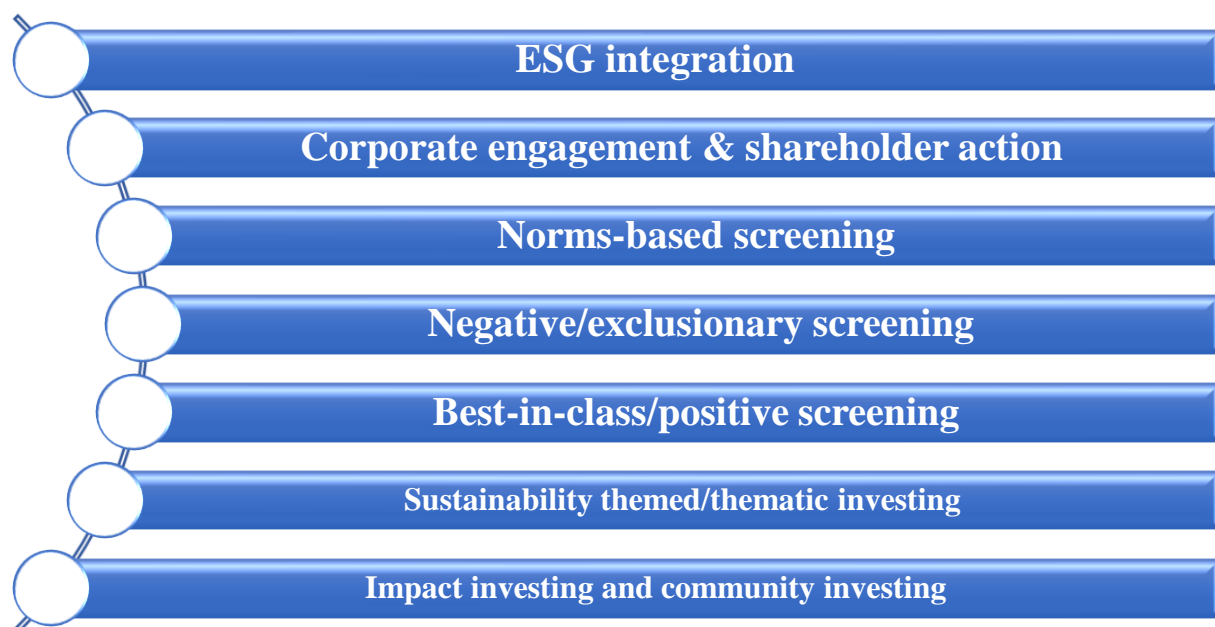 ESG integration
Corporate engagement & shareholder action
Norms-based screening
Negative/exclusionary screening
Best-in-class/positive screening
Sustainability themed/thematic investing
Impact investing and community investing